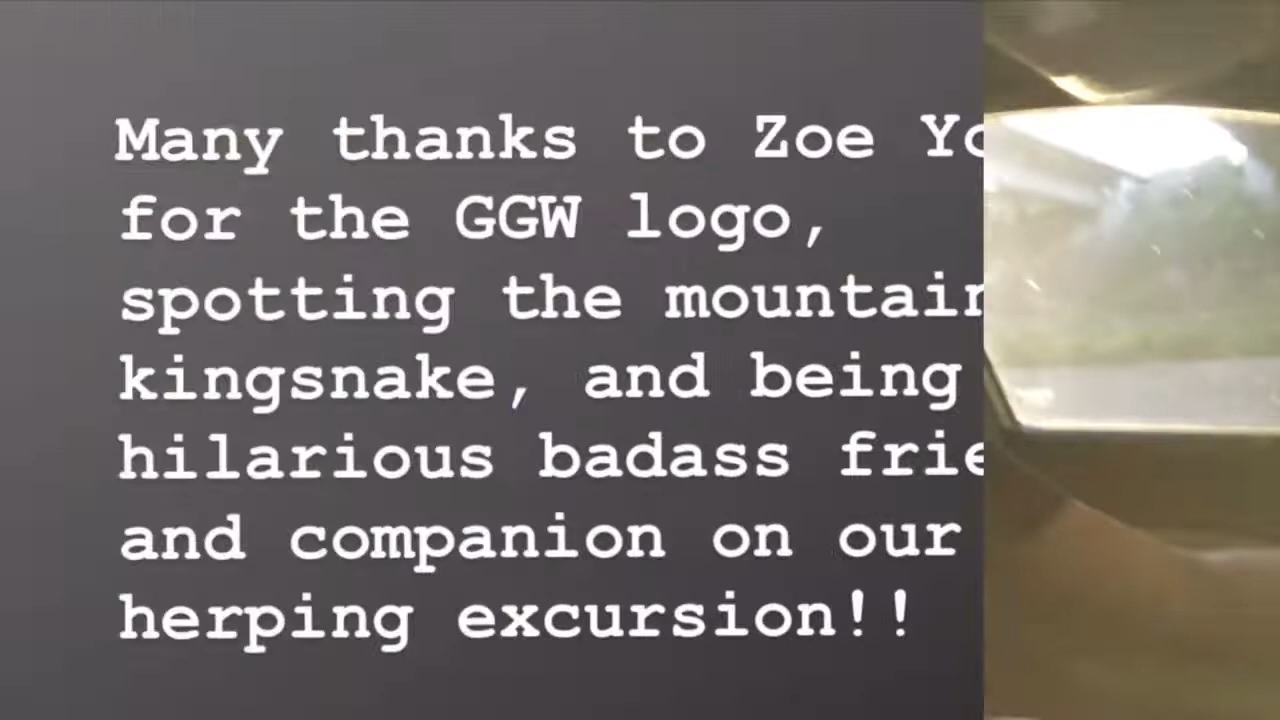 Many thanks to Zoe
for the GGW logo,
spotting the mountain
kingsnake, and being
hilarious badass
and companion on our
herping excursion!!